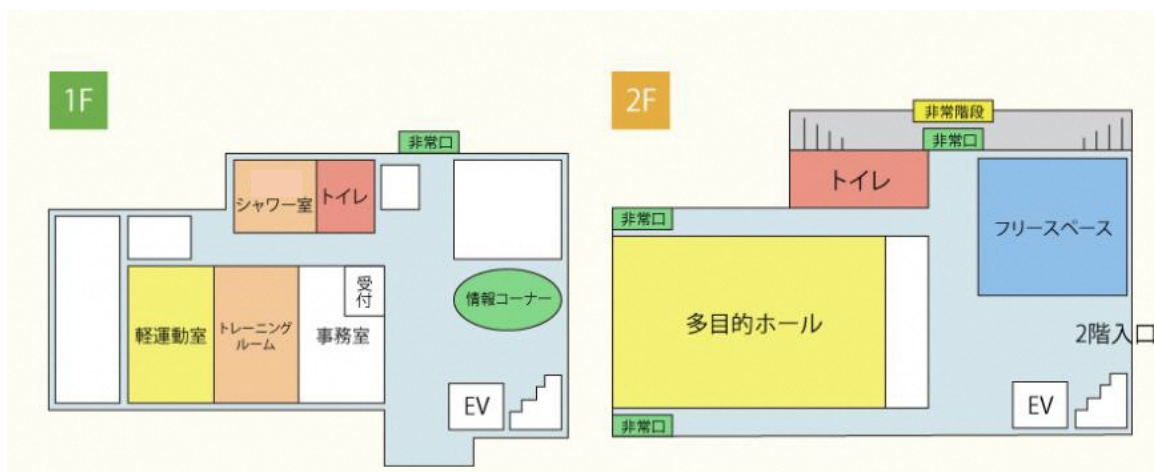 1F
非常口
シャワー室
トイレ
受付
情報コーナー
軽運動室
トレーニング
ルーム
事務室
EV
2F
非常階段
非常口
トイレ
非常口
フリースペース
多目的ホール
2階入口
EV
非常口